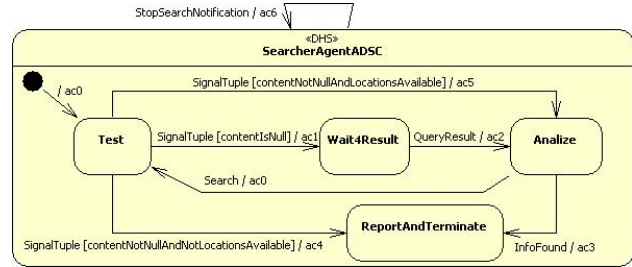 StopSearchNotification / ac6
«DHS»
SearcherAgentADSC
/ ac0
SignalTuple [contentNotNullAndLocationsAvailable] / ac5
Test
SignalTuple [contentIsNull] / ac1
Wait4Result
QueryResult / ac2
Analize
Search / ac0
ReportAndTerminate
SignalTuple [contentNotNullAndNotLocationsAvailable] / ac4
InfoFound / ac3